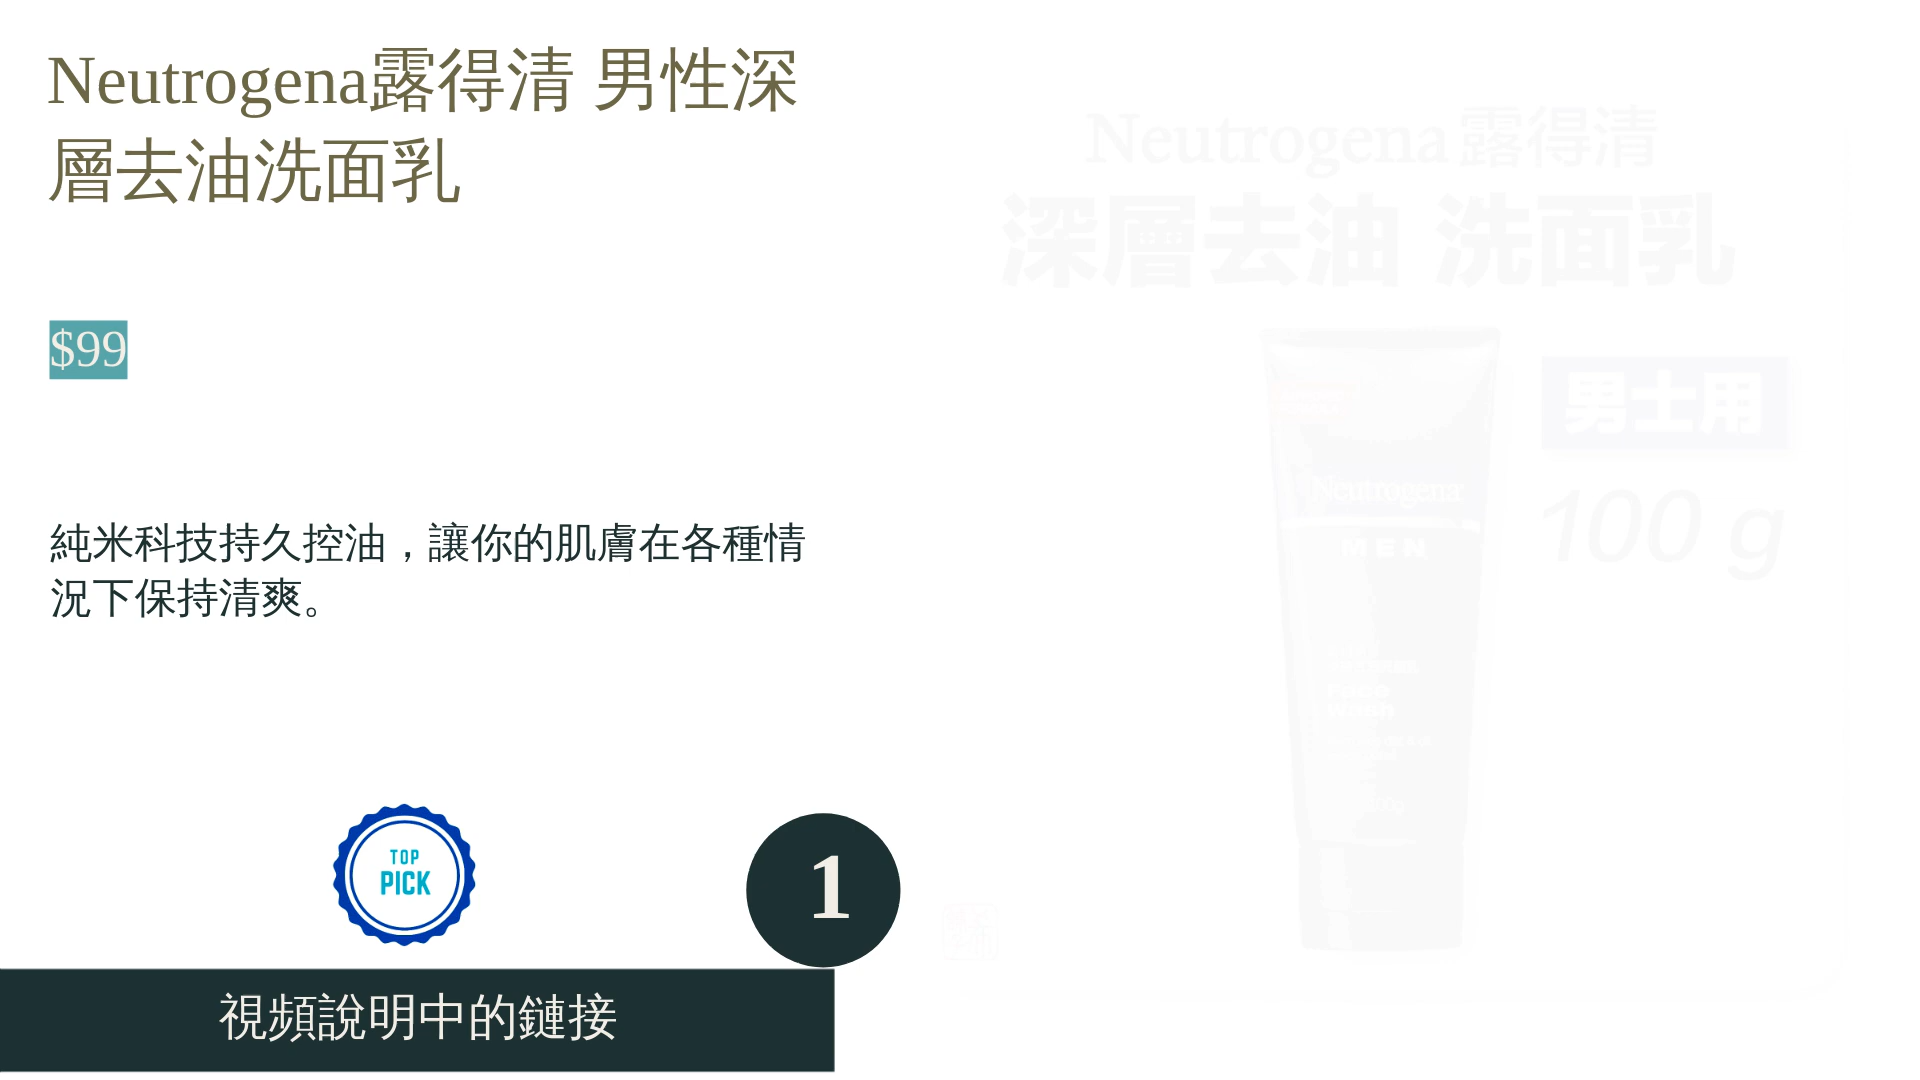 Neutrogena露得清 男性深
層去油洗面乳
$99
純米科技持久控油，讓你的肌膚在各種情
況下保持清爽。
TOP
PICK
1
視頻說明中的鏈接
Neutrogena露得清
深層去油 洗面乳
男士用
100 g
Neutrogena
MEN
Face
Wash